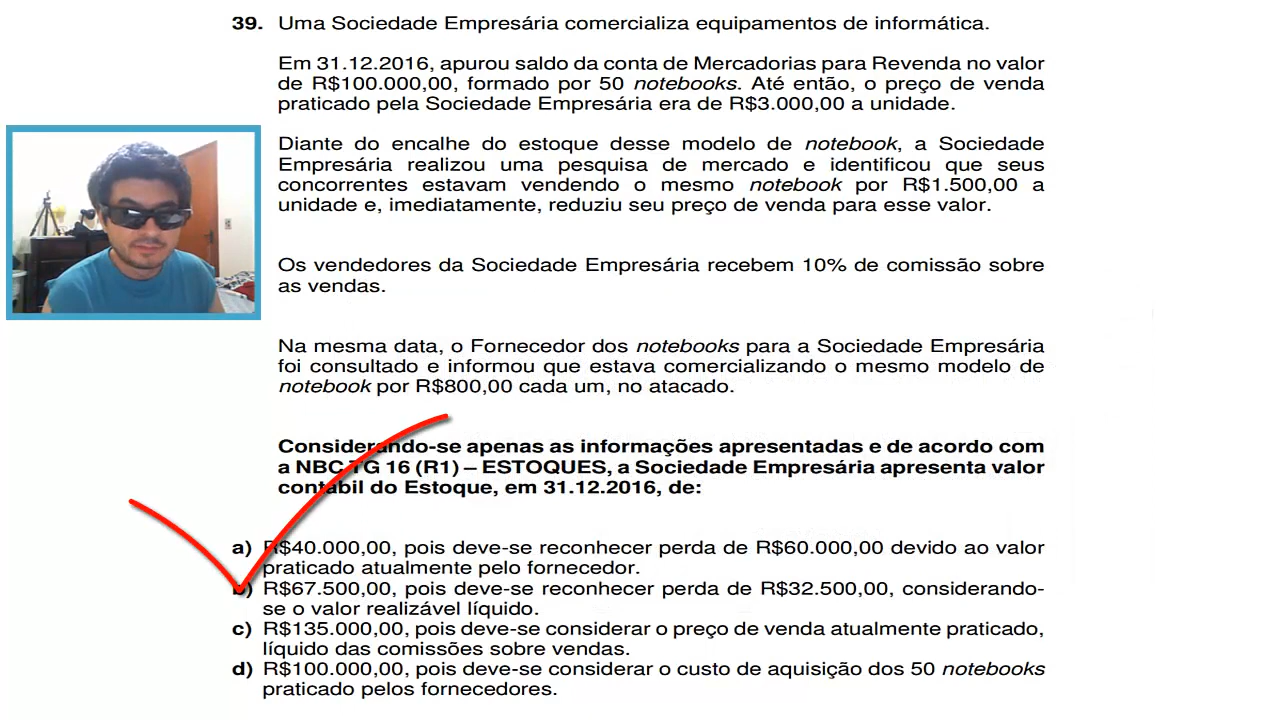 39. Uma Sociedade Empresária comercializa equipamentos de informática.
Em 31.12.2016, apurou saldo da conta de Mercadorias para Revenda no valor
de R$100.000,00, formado por 50 notebooks. Até então, o preço de venda
praticado pela Sociedade Empresária era de R$3.000,00 a unidade.
Diante do encalhe do estoque desse modelo de notebook, a Sociedade
Empresária realizou uma pesquisa de mercado e identificou que seus
concorrentes estavam vendendo o mesmo notebook por R$1.500,00 a
unidade e, imediatamente, reduziu seu preço de venda para esse valor.
Os vendedores da Sociedade Empresária recebem 10% de comissão sobre
as vendas.
Na mesma data, o Fornecedor dos notebooks para a Sociedade Empresária
foi consultado e informou que estava comercializando o mesmo modelo de
notebook por R$800,00 cada um, no atacado.
Considerando-se apenas as informações apresentadas e de acordo com
a NBC TG 16 (R1) – ESTOQUES, a Sociedade Empresária apresenta valor
contábil do Estoque, em 31.12.2016, de:
a) R$40.000,00, pois deve-se reconhecer perda de R$60.000,00 devido ao valor
praticado atualmente pelo fornecedor.
b) R$67.500,00, pois deve-se reconhecer perda de R$32.500,00, considerando-
se o valor realizável líquido.
c) R$135.000,00, pois deve-se considerar o preço de venda atualmente praticado,
líquido das comissões sobre vendas.
d) R$100.000,00, pois deve-se considerar o custo de aquisição dos 50 notebooks
praticado pelos fornecedores.